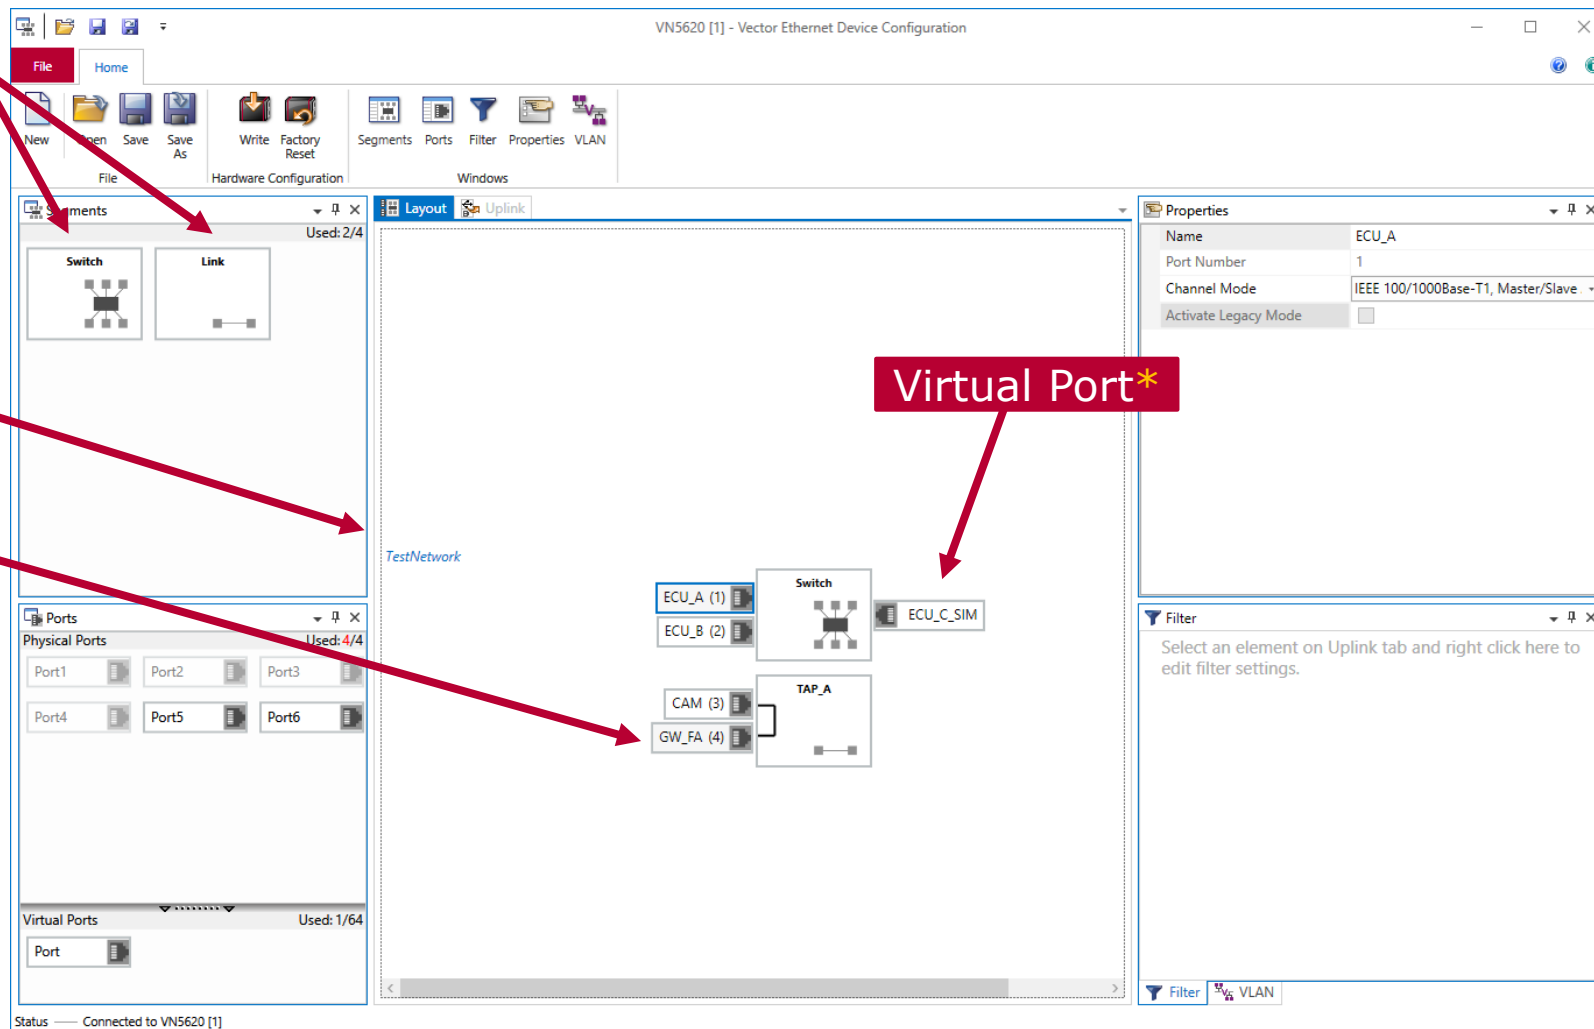 VN5620 [1] - Vector Ethernet Device Configuration
File
Home
New
Open
Save
Save As
Write
Factory Reset
Segments
Ports
Filter
Properties
VLAN
File
Hardware Configuration
Windows
Segments
Used: 2/4
Switch
Link
Layout
Uplink
Properties
Name ECU_A
Port Number 1
Channel Mode IEEE 100/1000Base-T1, Master/Slave
Activate Legacy Mode
Virtual Port*
TestNetwork
ECU_A (1)
ECU_B (2)
Switch
ECU_C_SIM
CAM (3)
GW_FA (4)
TAP_A
Ports
Physical Ports Used: 4/4
Port1 Port2 Port3
Port4 Port5 Port6
Virtual Ports Used: 1/64
Port
Filter
Select an element on Uplink tab and right click here to
edit filter settings.
Filter
VLAN
Status Connected to VN5620 [1]